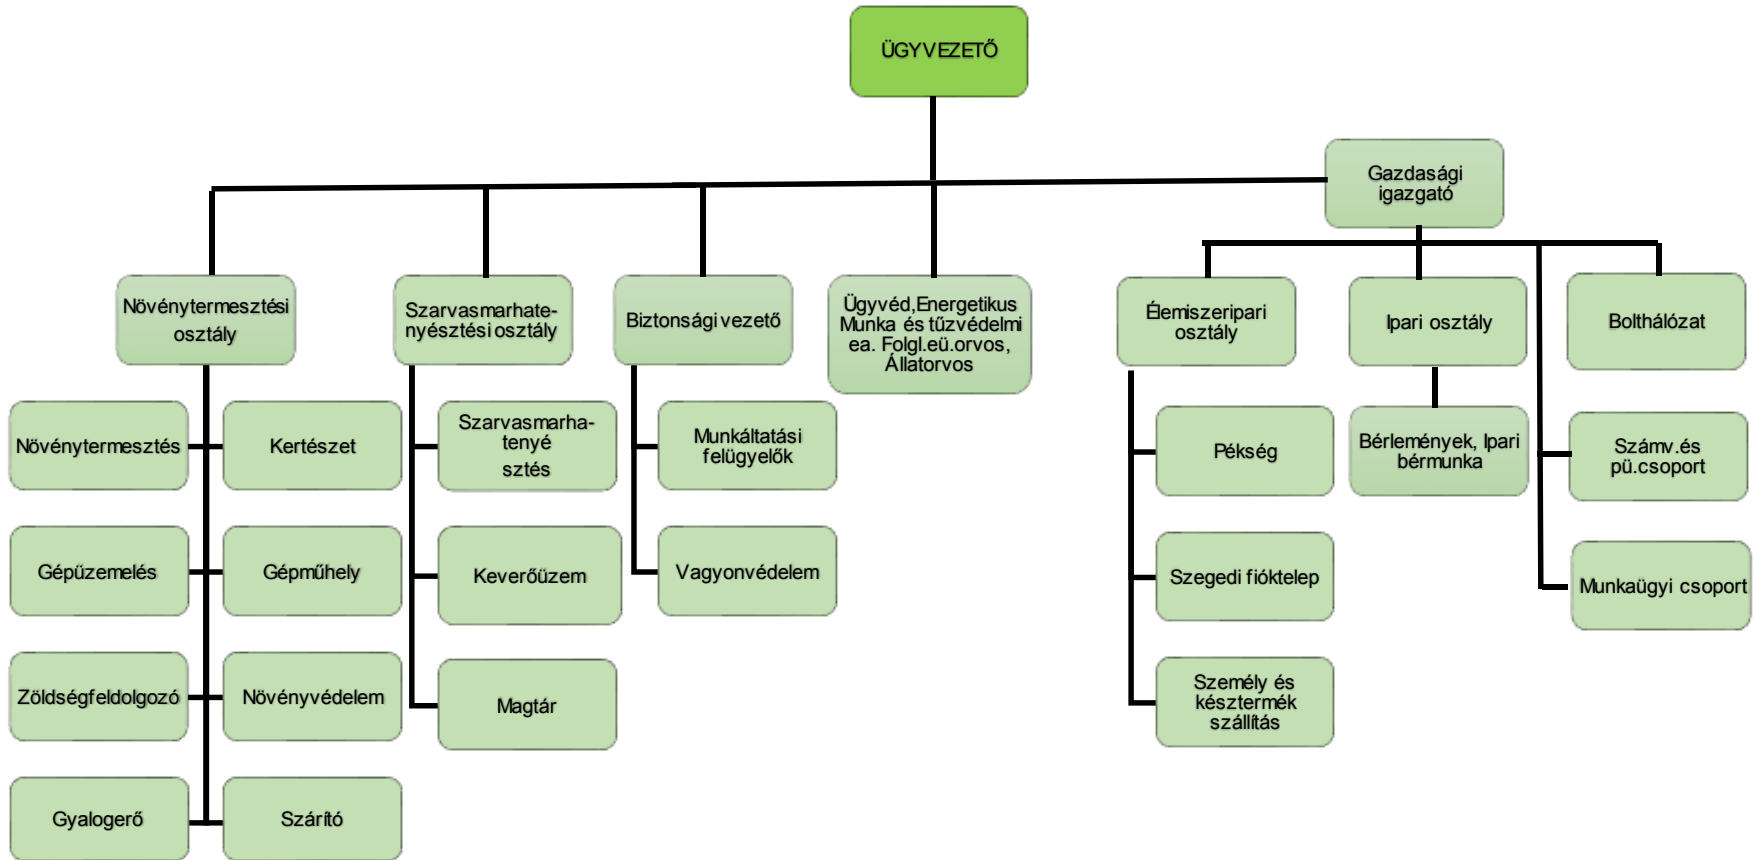 ÜGYVEZETŐ
Gazdasági
igazgató
Növénytermesztési
osztály
Szarvasmarhate-
nyésztési osztály
Biztonsági vezető
Ügyvéd,Energetikus
Munka és tűzvédelmi
ea. Folgl.eü.orvos,
Állatorvos
Élemiszeripari
osztály
Ipari osztály
Bolthálózat
Növénytermesztés
Kertészet
Szarvasmarha-
tenyé
sztés
Munkáltatási
felügyelők
Pékség
Bérlemények, Ipari
bérmunka
Számv.és
pü.csoport
Gépüzemelés
Gépműhely
Keverőüzem
Vagyonvédelem
Szegedi fióktelep
Munkaügyi csoport
Zöldségfeldolgozó
Növényvédelem
Magtár
Személy és
késztermék
szállítás
Gyalogerő
Szárító